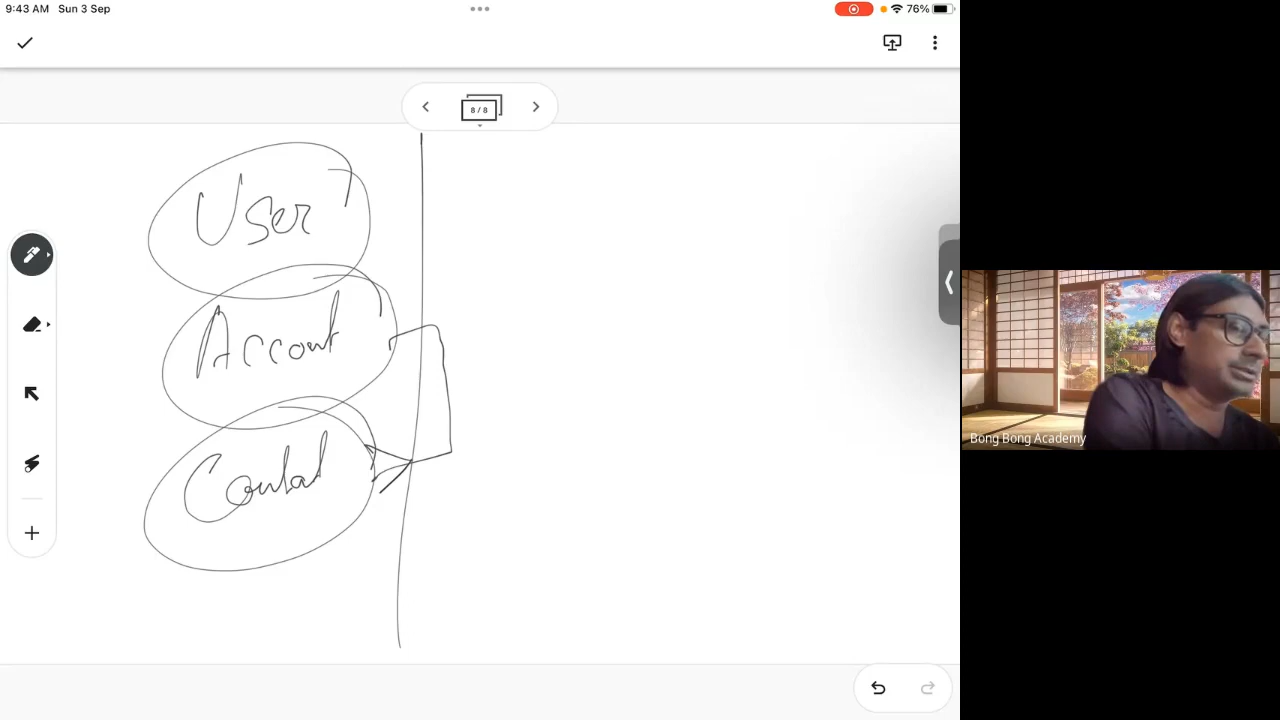 9:43 AM Sun 3 Sep
76%
8 / 8
User
Account
Contact
Bong Bong Academy